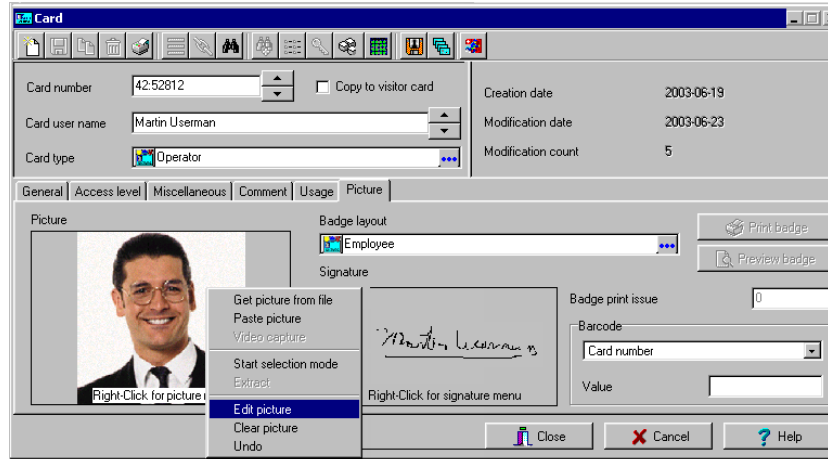 Card
Card number
42:52812
Copy to visitor card
Card user name
Martin Userman
Card type
Operator
Creation date
2003-06-19
Modification date
2003-06-23
Modification count
5
General
Access level
Miscellaneous
Comment
Usage
Picture
Picture
Right-Click for picture
Get picture from file
Paste picture
Video capture
Start selection mode
Extract
Edit picture
Clear picture
Undo
Badge layout
Employee
Signature
Right-Click for signature menu
Print badge
Preview badge
Badge print issue
0
Barcode
Card number
Value
Close
Cancel
Help